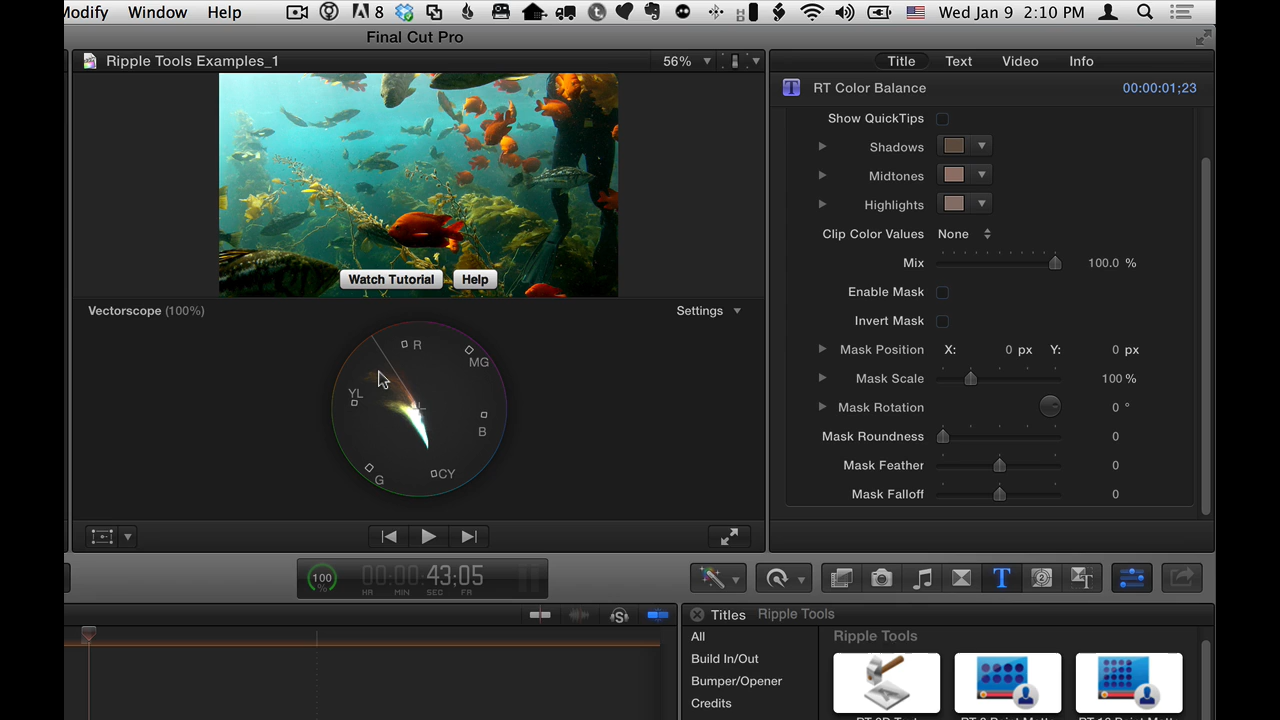 Modify Window Help 8 Wed Jan 9 2:10 PM
Final Cut Pro
Ripple Tools Examples_1 56%
Watch Tutorial Help
Vectorscope (100%) Settings
R
MG
YL
B
CY
G
100 % 00:00:43:05
HR MIN SEC FR
Title Text Video Info
RT Color Balance 00:00:01;23
Show QuickTips
Shadows
Midtones
Highlights
Clip Color Values None
Mix 100.0 %
Enable Mask
Invert Mask
Mask Position X: 0 px Y: 0 px
Mask Scale 100 %
Mask Rotation 0 °
Mask Roundness 0
Mask Feather 0
Mask Falloff 0
Titles Ripple Tools
All
Build In/Out
Bumper/Opener
Credits
Ripple Tools